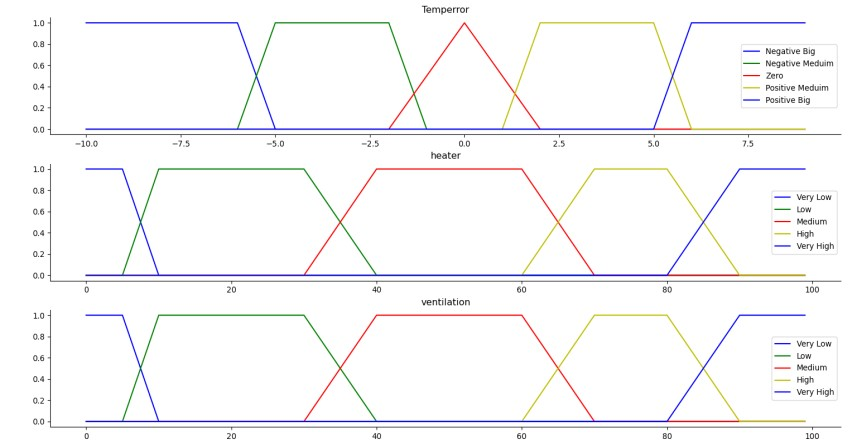 Temperror
1.0
0.8
0.6
0.4
0.2
0.0
Negative Big
Negative Meduim
Zero
Positive Meduim
Positive Big
−10.0 −7.5 −5.0 −2.5 0.0 2.5 5.0 7.5
heater
1.0
0.8
0.6
0.4
0.2
0.0
Very Low
Low
Medium
High
Very High
0 20 40 60 80 100
ventilation
1.0
0.8
0.6
0.4
0.2
0.0
Very Low
Low
Medium
High
Very High
0 20 40 60 80 100